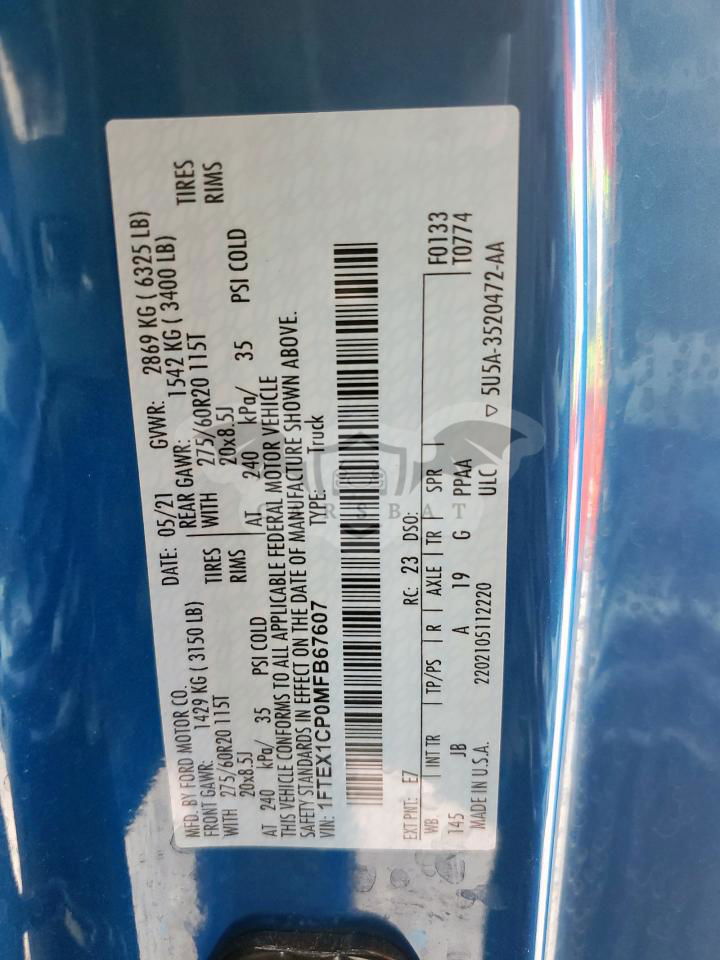 MFD. BY FORD MOTOR CO. DATE: 05/21 GVWR: 2869 KG ( 6325 LB)
FRONT GAWR: 1429 KG ( 3150 LB) REAR GAWR: 1542 KG ( 3400 LB)
WITH 275/60R20 115T TIRES WITH 275/60R20 115T TIRES
20x8.5J RIMS 20x8.5J RIMS
AT 240 kPa/ 35 PSI COLD AT 240 kPa/ 35 PSI COLD
THIS VEHICLE CONFORMS TO ALL APPLICABLE FEDERAL MOTOR VEHICLE
SAFETY STANDARDS IN EFFECT ON THE DATE OF MANUFACTURE SHOWN ABOVE.
VIN: 1FTEX1CP0MFB67607 TYPE: Truck
EXT PNT: E7 RC: 23 DSO: F0133
WB INT TR TP/PS R AXLE TR SPR T0774
145 JB A 19 G PPAA
MADE IN U.S.A. 2202105112220 ULC ▽ 5U5A-3520472-AA
CARSBAT